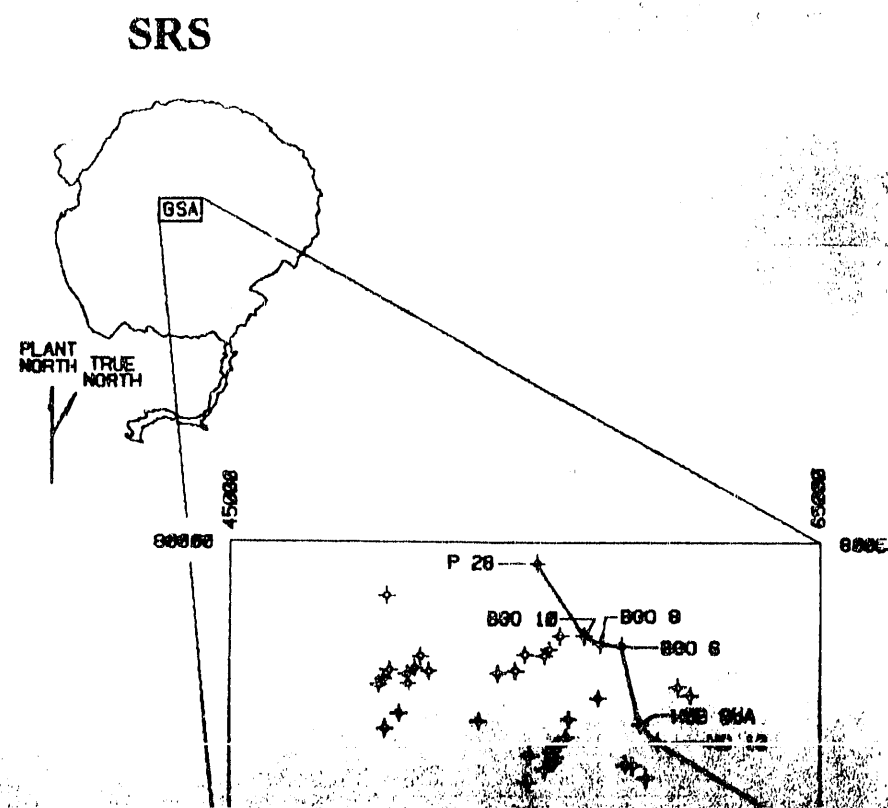 SRS
GSA
PLANT
NORTH
TRUE
NORTH
45000
65000
80000
P 28
BGO 10
BGO 8
BGO 6